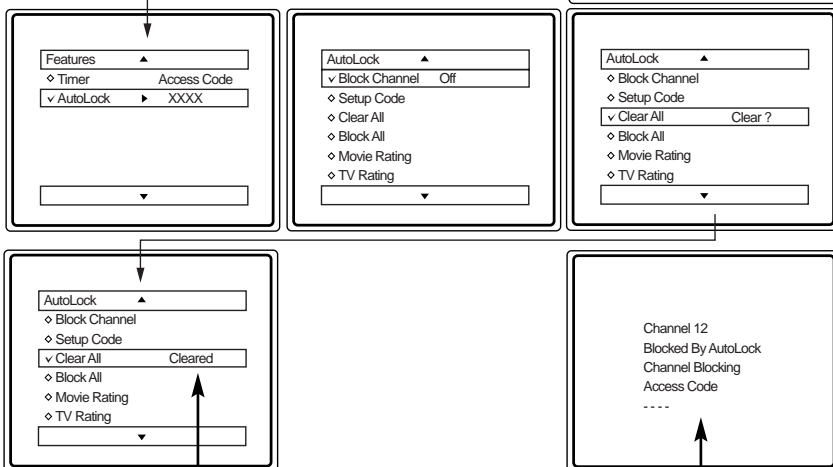 Features
Timer Access Code
AutoLock XXXX
AutoLock
Block Channel Off
Setup Code
Clear All
Block All
Movie Rating
TV Rating
AutoLock
Block Channel
Setup Code
Clear All Clear ?
Block All
Movie Rating
TV Rating
AutoLock
Block Channel
Setup Code
Clear All Cleared
Block All
Movie Rating
TV Rating
Channel 12
Blocked By AutoLock
Channel Blocking
Access Code
- - - -